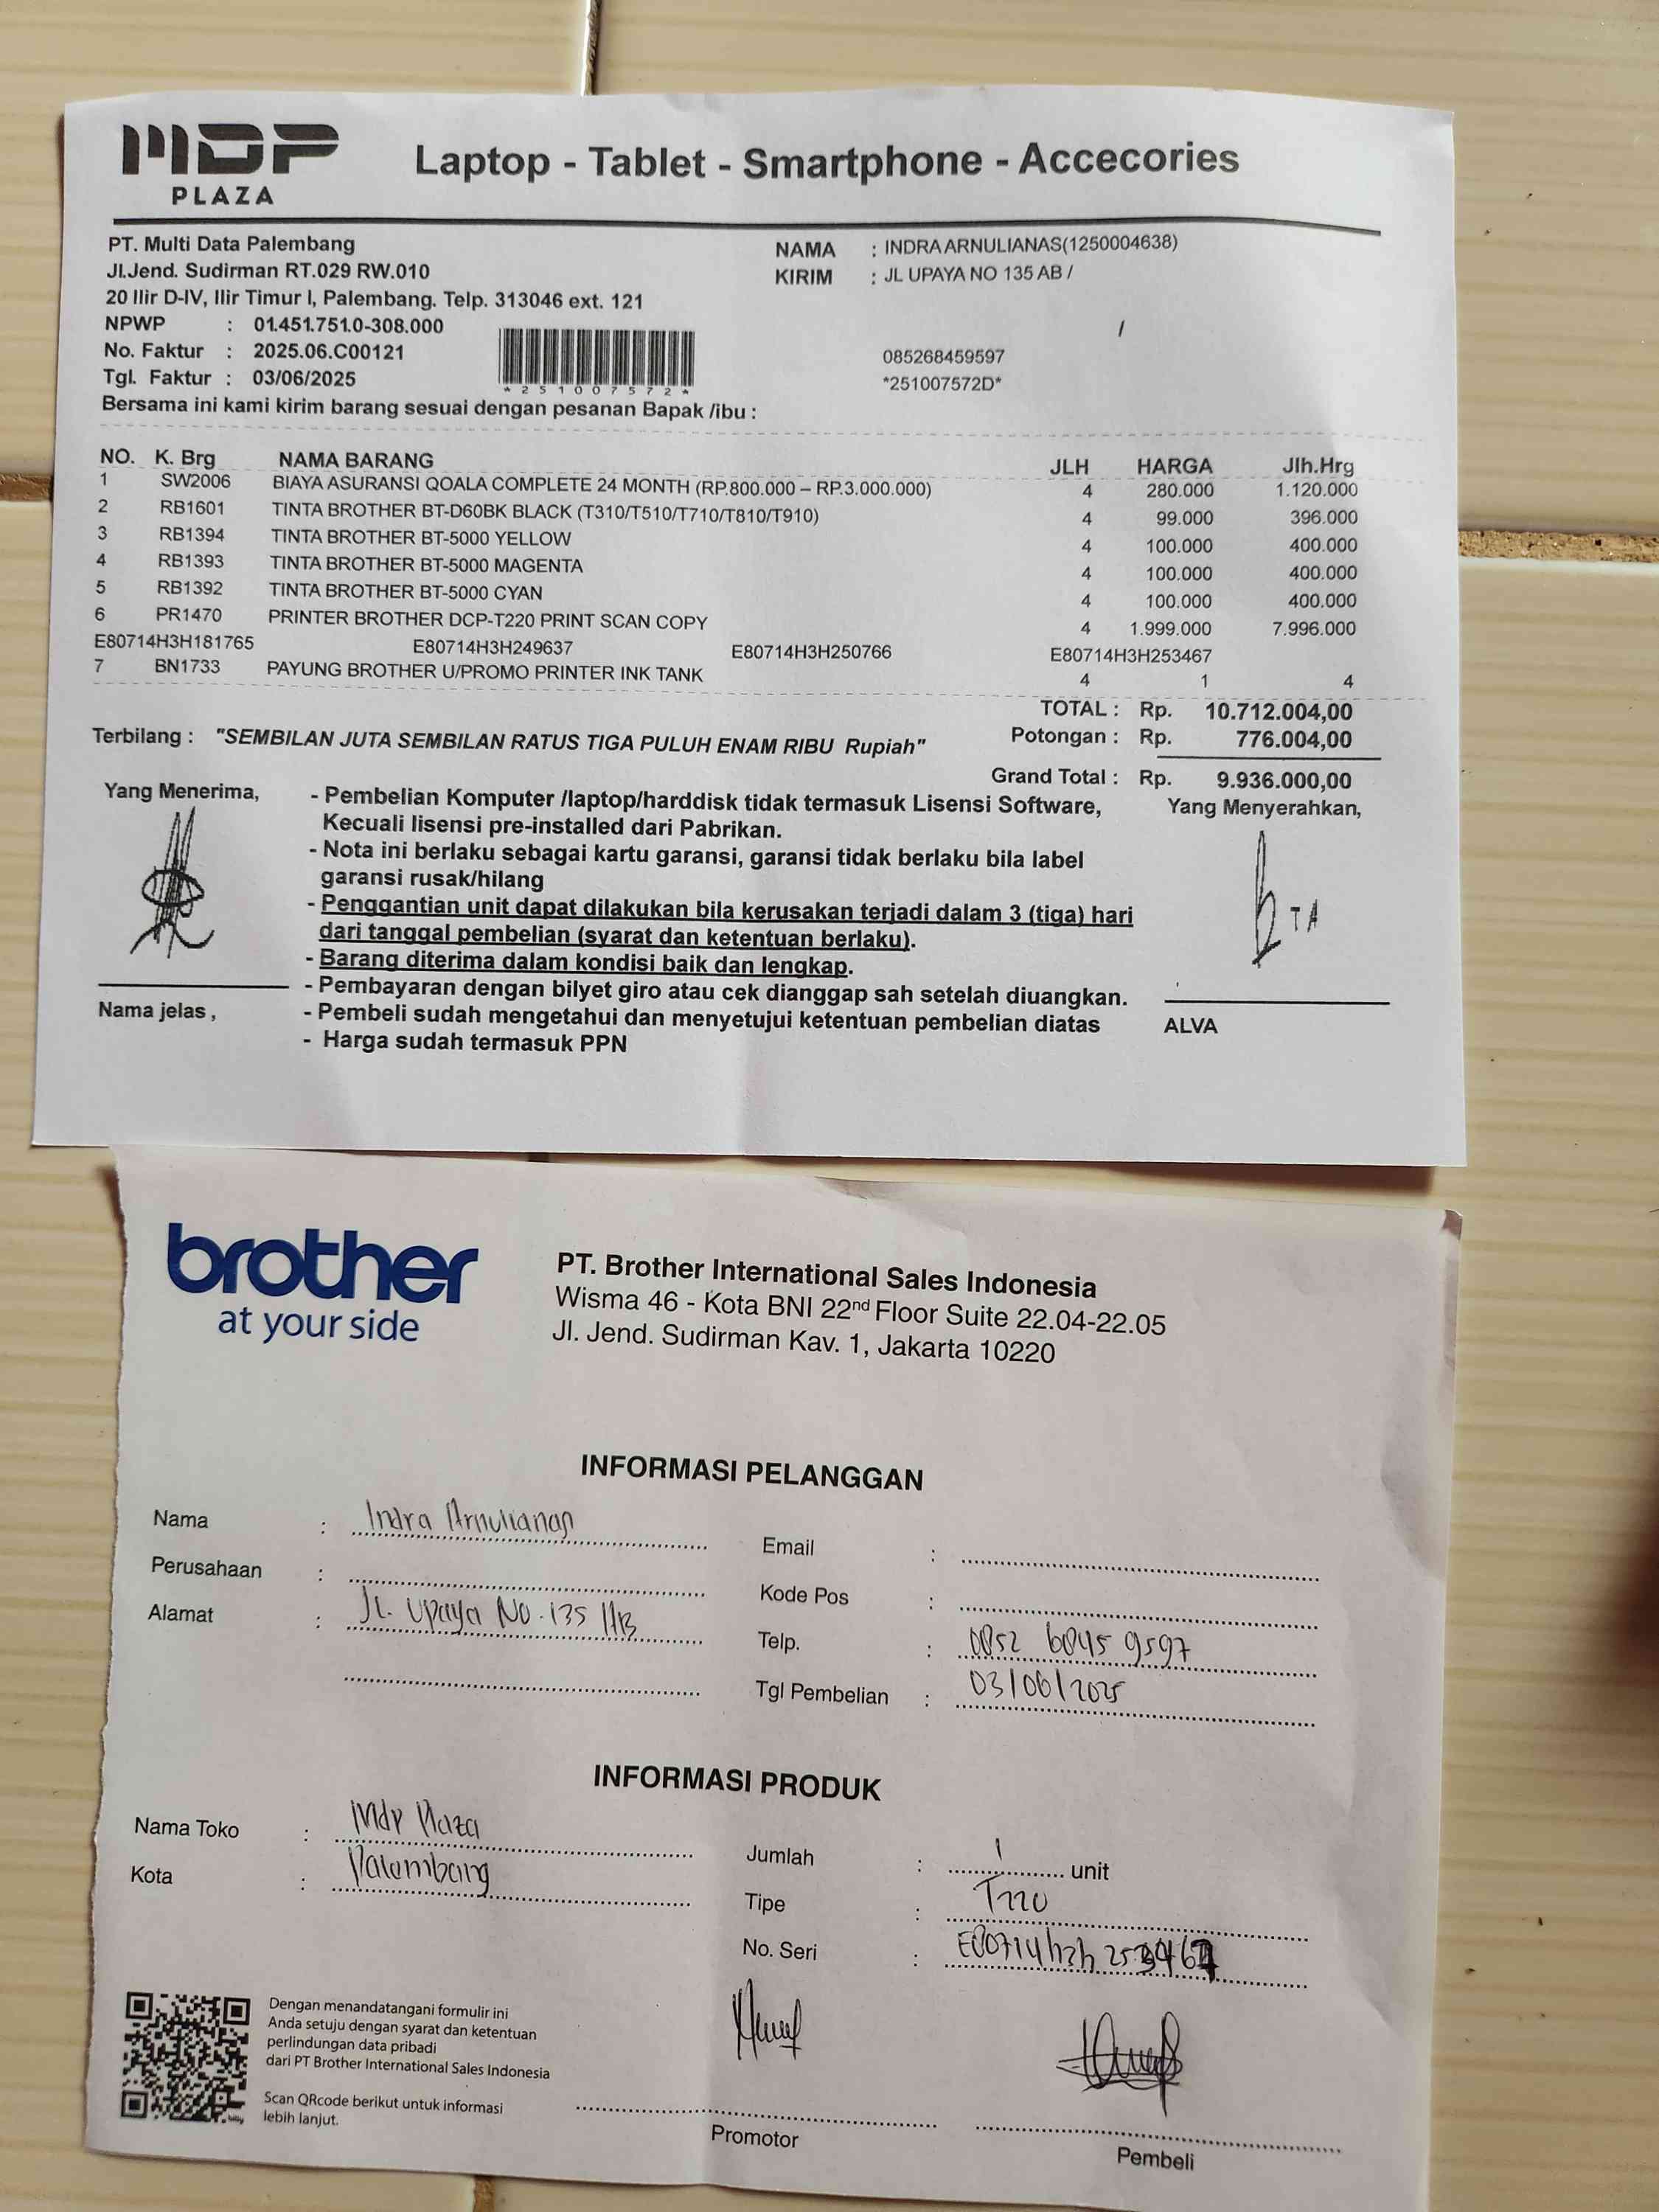 MDP
PLAZA
Laptop - Tablet - Smartphone - Accecories
PT. Multi Data Palembang
Jl.Jend. Sudirman RT.029 RW.010
20 Ilir D-IV, Ilir Timur I, Palembang. Telp. 313046 ext. 121
NPWP : 01.451.751.0-308.000
No. Faktur : 2025.06.C00121
Tgl. Faktur : 03/06/2025
*251007572*
NAMA : INDRA ARNULIANAS(1250004638)
KIRIM : JL UPAYA NO 135 AB /
/
085268459597
*251007572D*
Bersama ini kami kirim barang sesuai dengan pesanan Bapak /ibu :
NO. K. Brg NAMA BARANG JLH HARGA Jlh.Hrg
1 SW2006 BIAYA ASURANSI QOALA COMPLETE 24 MONTH (RP.800.000 – RP.3.000.000) 4 280.000 1.120.000
2 RB1601 TINTA BROTHER BT-D60BK BLACK (T310/T510/T710/T810/T910) 4 99.000 396.000
3 RB1394 TINTA BROTHER BT-5000 YELLOW 4 100.000 400.000
4 RB1393 TINTA BROTHER BT-5000 MAGENTA 4 100.000 400.000
5 RB1392 TINTA BROTHER BT-5000 CYAN 4 100.000 400.000
6 PR1470 PRINTER BROTHER DCP-T220 PRINT SCAN COPY 4 1.999.000 7.996.000
E80714H3H181765 E80714H3H249637 E80714H3H250766 E80714H3H253467
7 BN1733 PAYUNG BROTHER U/PROMO PRINTER INK TANK 4 1 4
TOTAL : Rp. 10.712.004,00
Terbilang : "SEMBILAN JUTA SEMBILAN RATUS TIGA PULUH ENAM RIBU Rupiah"
Potongan : Rp. 776.004,00
Grand Total : Rp. 9.936.000,00
Yang Menerima,
- Pembelian Komputer /laptop/harddisk tidak termasuk Lisensi Software,
Kecuali lisensi pre-installed dari Pabrikan.
- Nota ini berlaku sebagai kartu garansi, garansi tidak berlaku bila label
garansi rusak/hilang
- Penggantian unit dapat dilakukan bila kerusakan terjadi dalam 3 (tiga) hari
dari tanggal pembelian (syarat dan ketentuan berlaku).
- Barang diterima dalam kondisi baik dan lengkap.
- Pembayaran dengan bilyet giro atau cek dianggap sah setelah diuangkan.
- Pembeli sudah mengetahui dan menyetujui ketentuan pembelian diatas
- Harga sudah termasuk PPN
Yang Menyerahkan,
TA
Nama jelas ,
ALVA
brother
at your side
PT. Brother International Sales Indonesia
Wisma 46 - Kota BNI 22nd Floor Suite 22.04-22.05
Jl. Jend. Sudirman Kav. 1, Jakarta 10220
INFORMASI PELANGGAN
Nama : Indra Arnulianas
Perusahaan :
Alamat : Jl. Upaya No. 135 AB
Email :
Kode Pos :
Telp. : 0852 6845 9597
Tgl Pembelian : 03/06/2025
INFORMASI PRODUK
Nama Toko : Mdp Plaza
Kota : Palembang
Jumlah : 1 unit
Tipe : T220
No. Seri : E80714h3h 253467
Dengan menandatangani formulir ini
Anda setuju dengan syarat dan ketentuan
perlindungan data pribadi
dari PT Brother International Sales Indonesia
Scan QRcode berikut untuk informasi
lebih lanjut.
Promotor
Pembeli